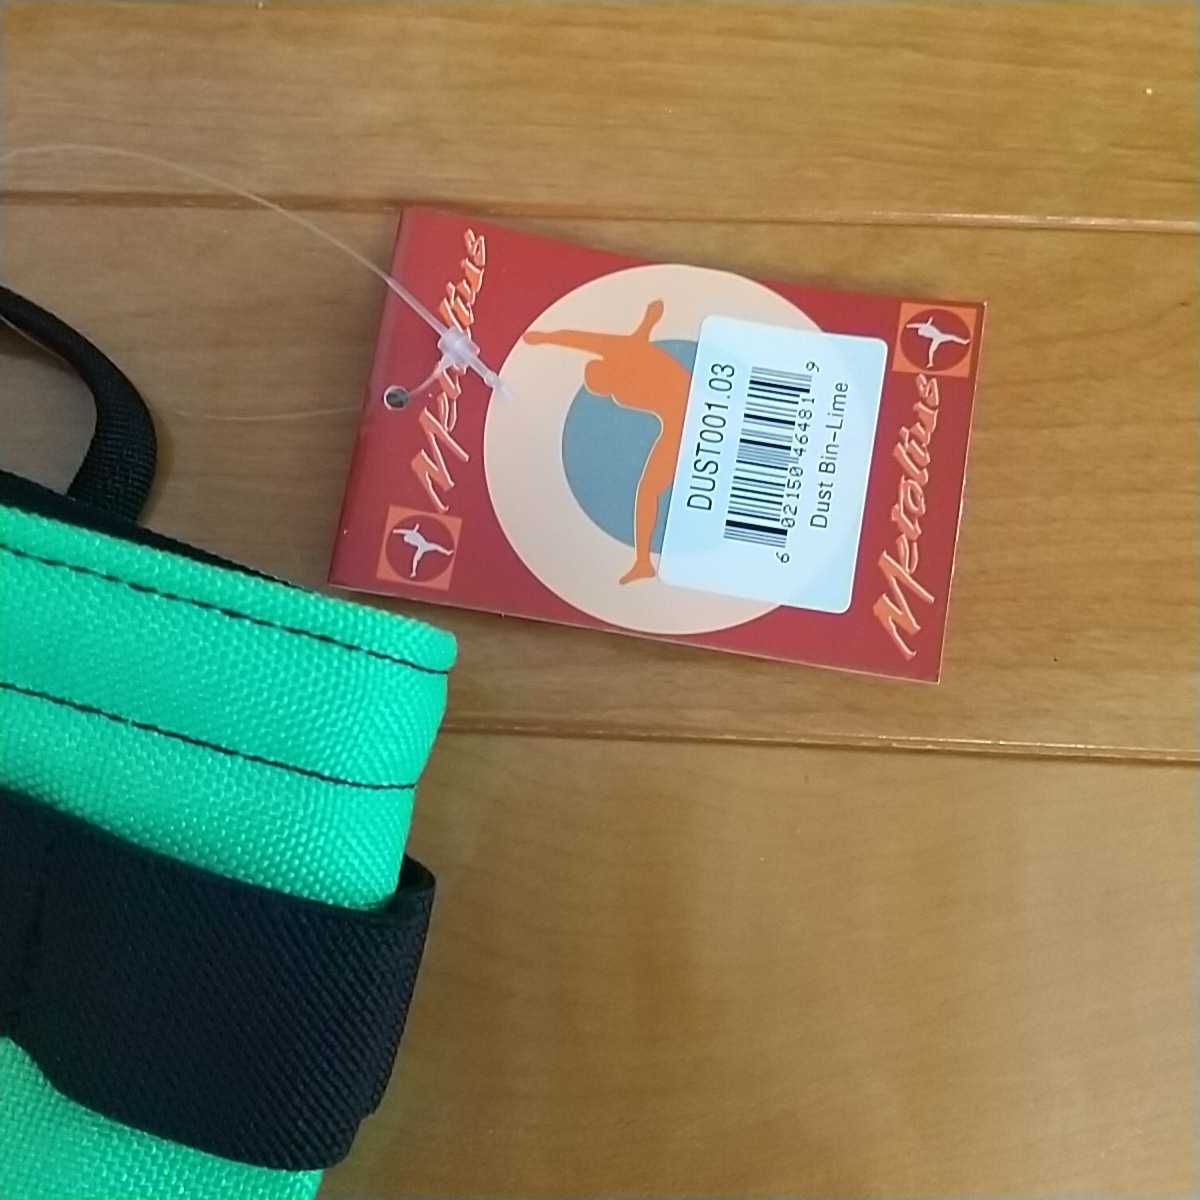 Metolius
DUST001.03
6 02150 46481 9
Dust Bin-Lime
Metolius